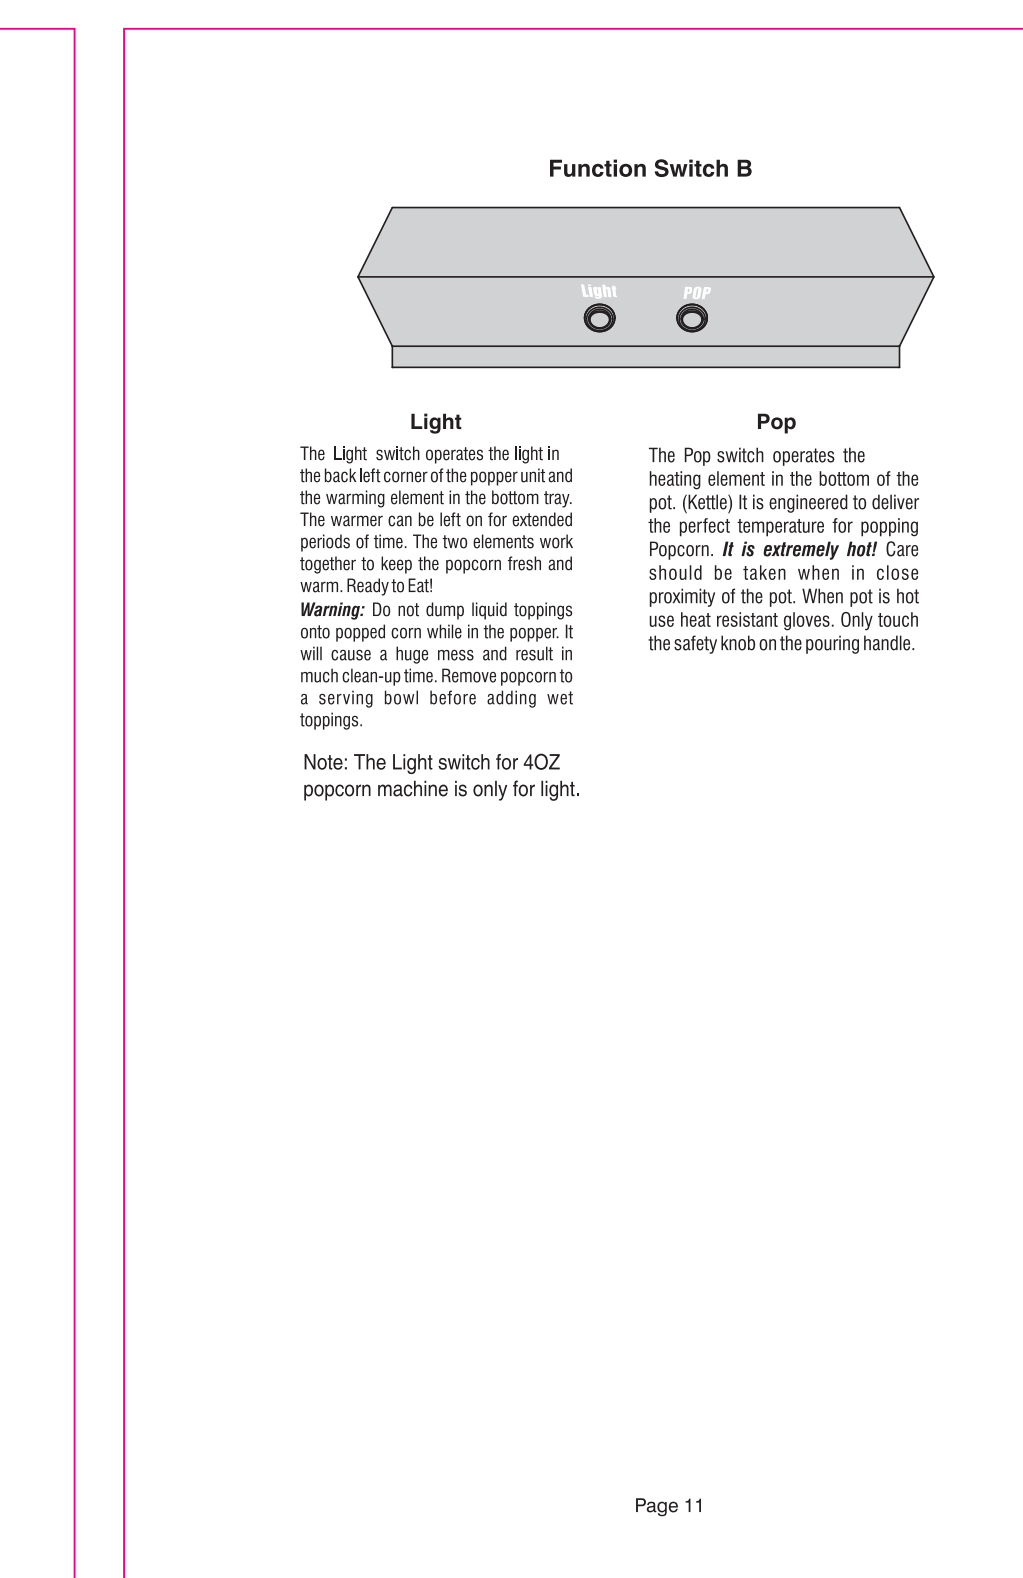 Function Switch B
Light
POP
Light
The Light switch operates the light in
the back left corner of the popper unit and
the warming element in the bottom tray.
The warmer can be left on for extended
periods of time. The two elements work
together to keep the popcorn fresh and
warm. Ready to Eat!
Warning: Do not dump liquid toppings
onto popped corn while in the popper. It
will cause a huge mess and result in
much clean-up time. Remove popcorn to
a serving bowl before adding wet
toppings.
Note: The Light switch for 4OZ
popcorn machine is only for light.
Pop
The Pop switch operates the
heating element in the bottom of the
pot. (Kettle) It is engineered to deliver
the perfect temperature for popping
Popcorn. It is extremely hot! Care
should be taken when in close
proximity of the pot. When pot is hot
use heat resistant gloves. Only touch
the safety knob on the pouring handle.
Page 11